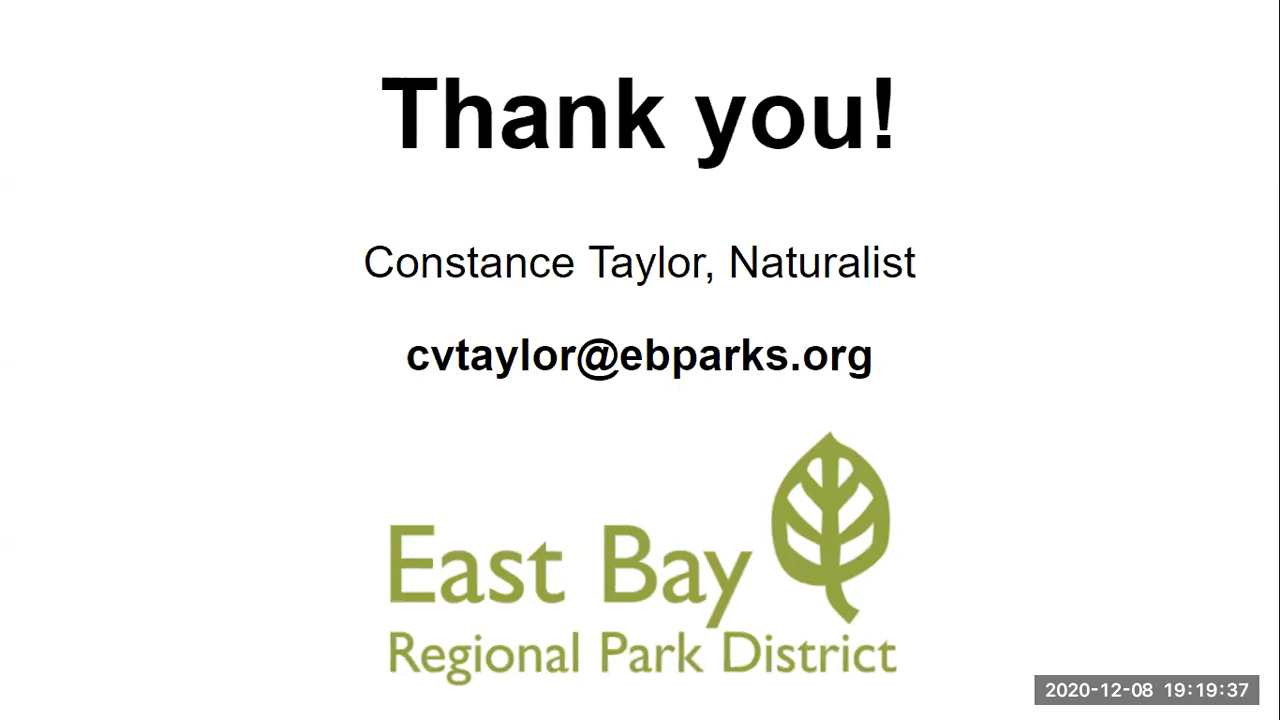 Thank you!
Constance Taylor, Naturalist
cvtaylor@ebparks.org
East Bay
Regional Park District
2020-12-08 19:19:37